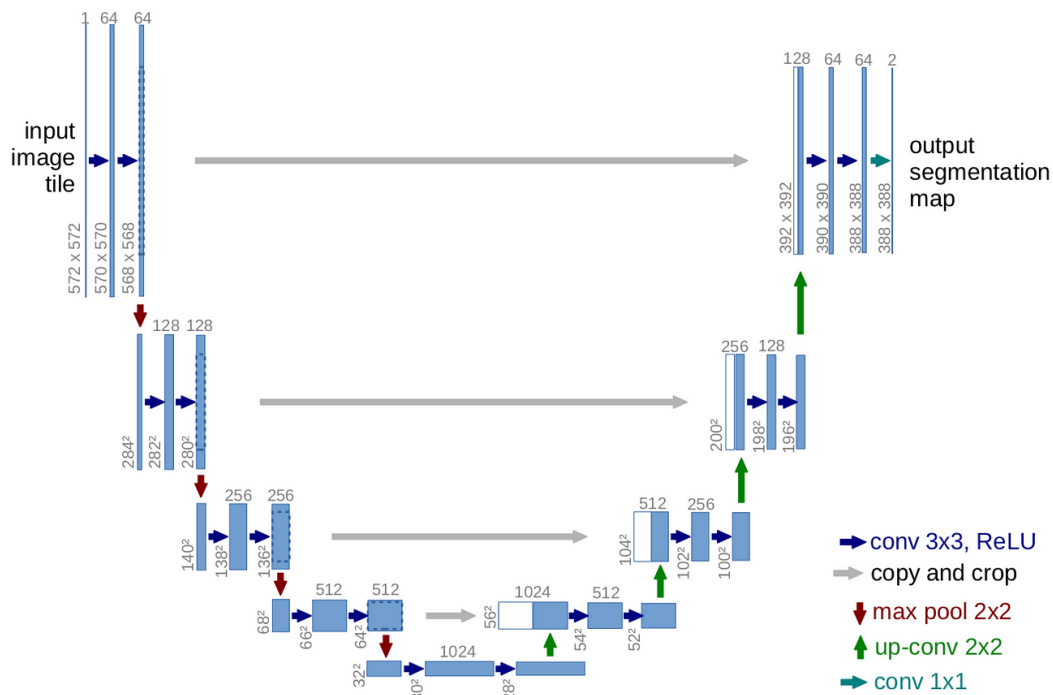 1 64 64
128 64 64 2
input
image
tile
output
segmentation
map
572 x 572
570 x 570
568 x 568
392 x 392
390 x 390
388 x 388
388 x 388
128 128
256 128
284²
282²
280²
200²
198²
196²
256 256
512 256
140²
138²
136²
104²
102²
100²
512 512
1024 512
68²
66²
64²
56²
54²
52²
1024
32²
conv 3x3, ReLU
copy and crop
max pool 2x2
up-conv 2x2
conv 1x1